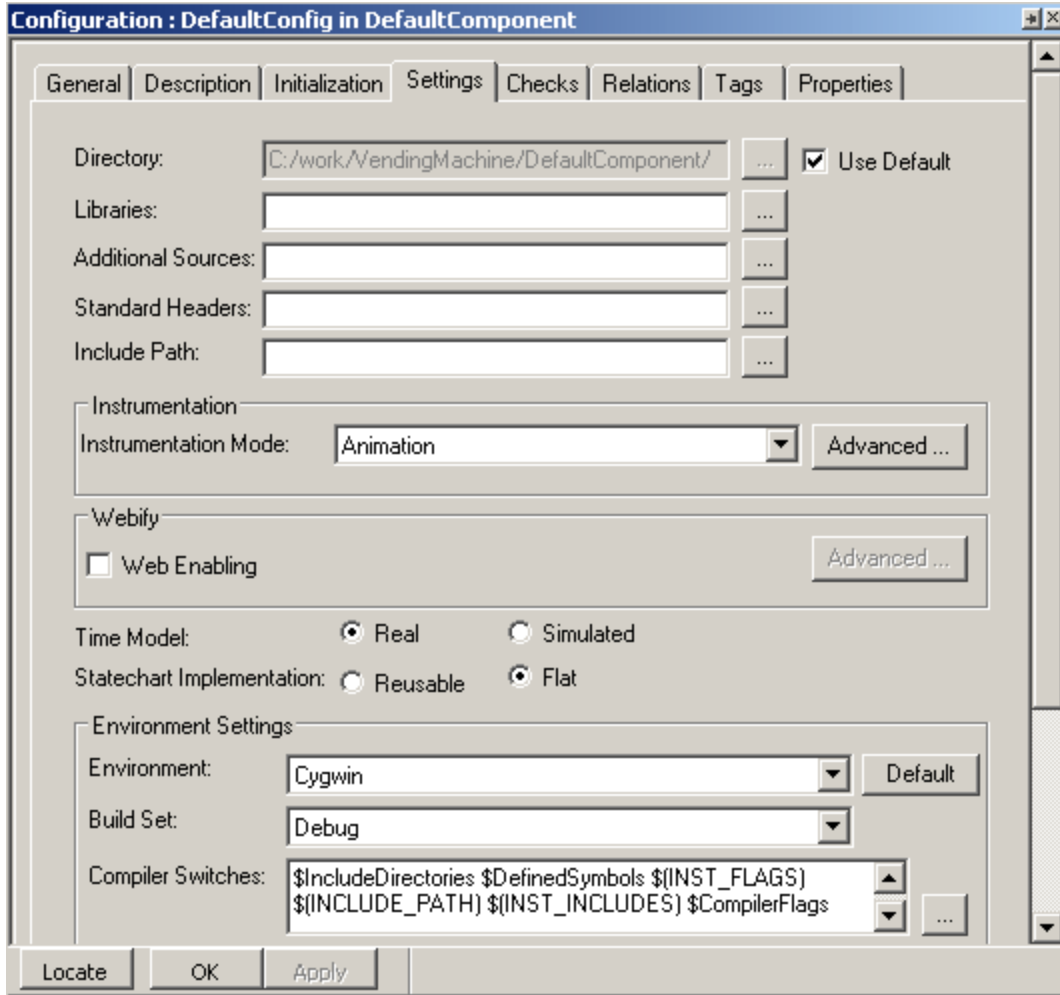 Configuration : DefaultConfig in DefaultComponent
General Description Initialization Settings Checks Relations Tags Properties
Directory: C:/work/VendingMachine/DefaultComponent/ ... Use Default
Libraries: ...
Additional Sources: ...
Standard Headers: ...
Include Path: ...
Instrumentation
Instrumentation Mode: Animation Advanced ...
Webify
Web Enabling Advanced ...
Time Model: Real Simulated
Statechart Implementation: Reusable Flat
Environment Settings
Environment: Cygwin Default
Build Set: Debug
Compiler Switches: $IncludeDirectories $DefinedSymbols $(INST_FLAGS)
$(INCLUDE_PATH) $(INST_INCLUDES) $CompilerFlags ...
Locate OK Apply